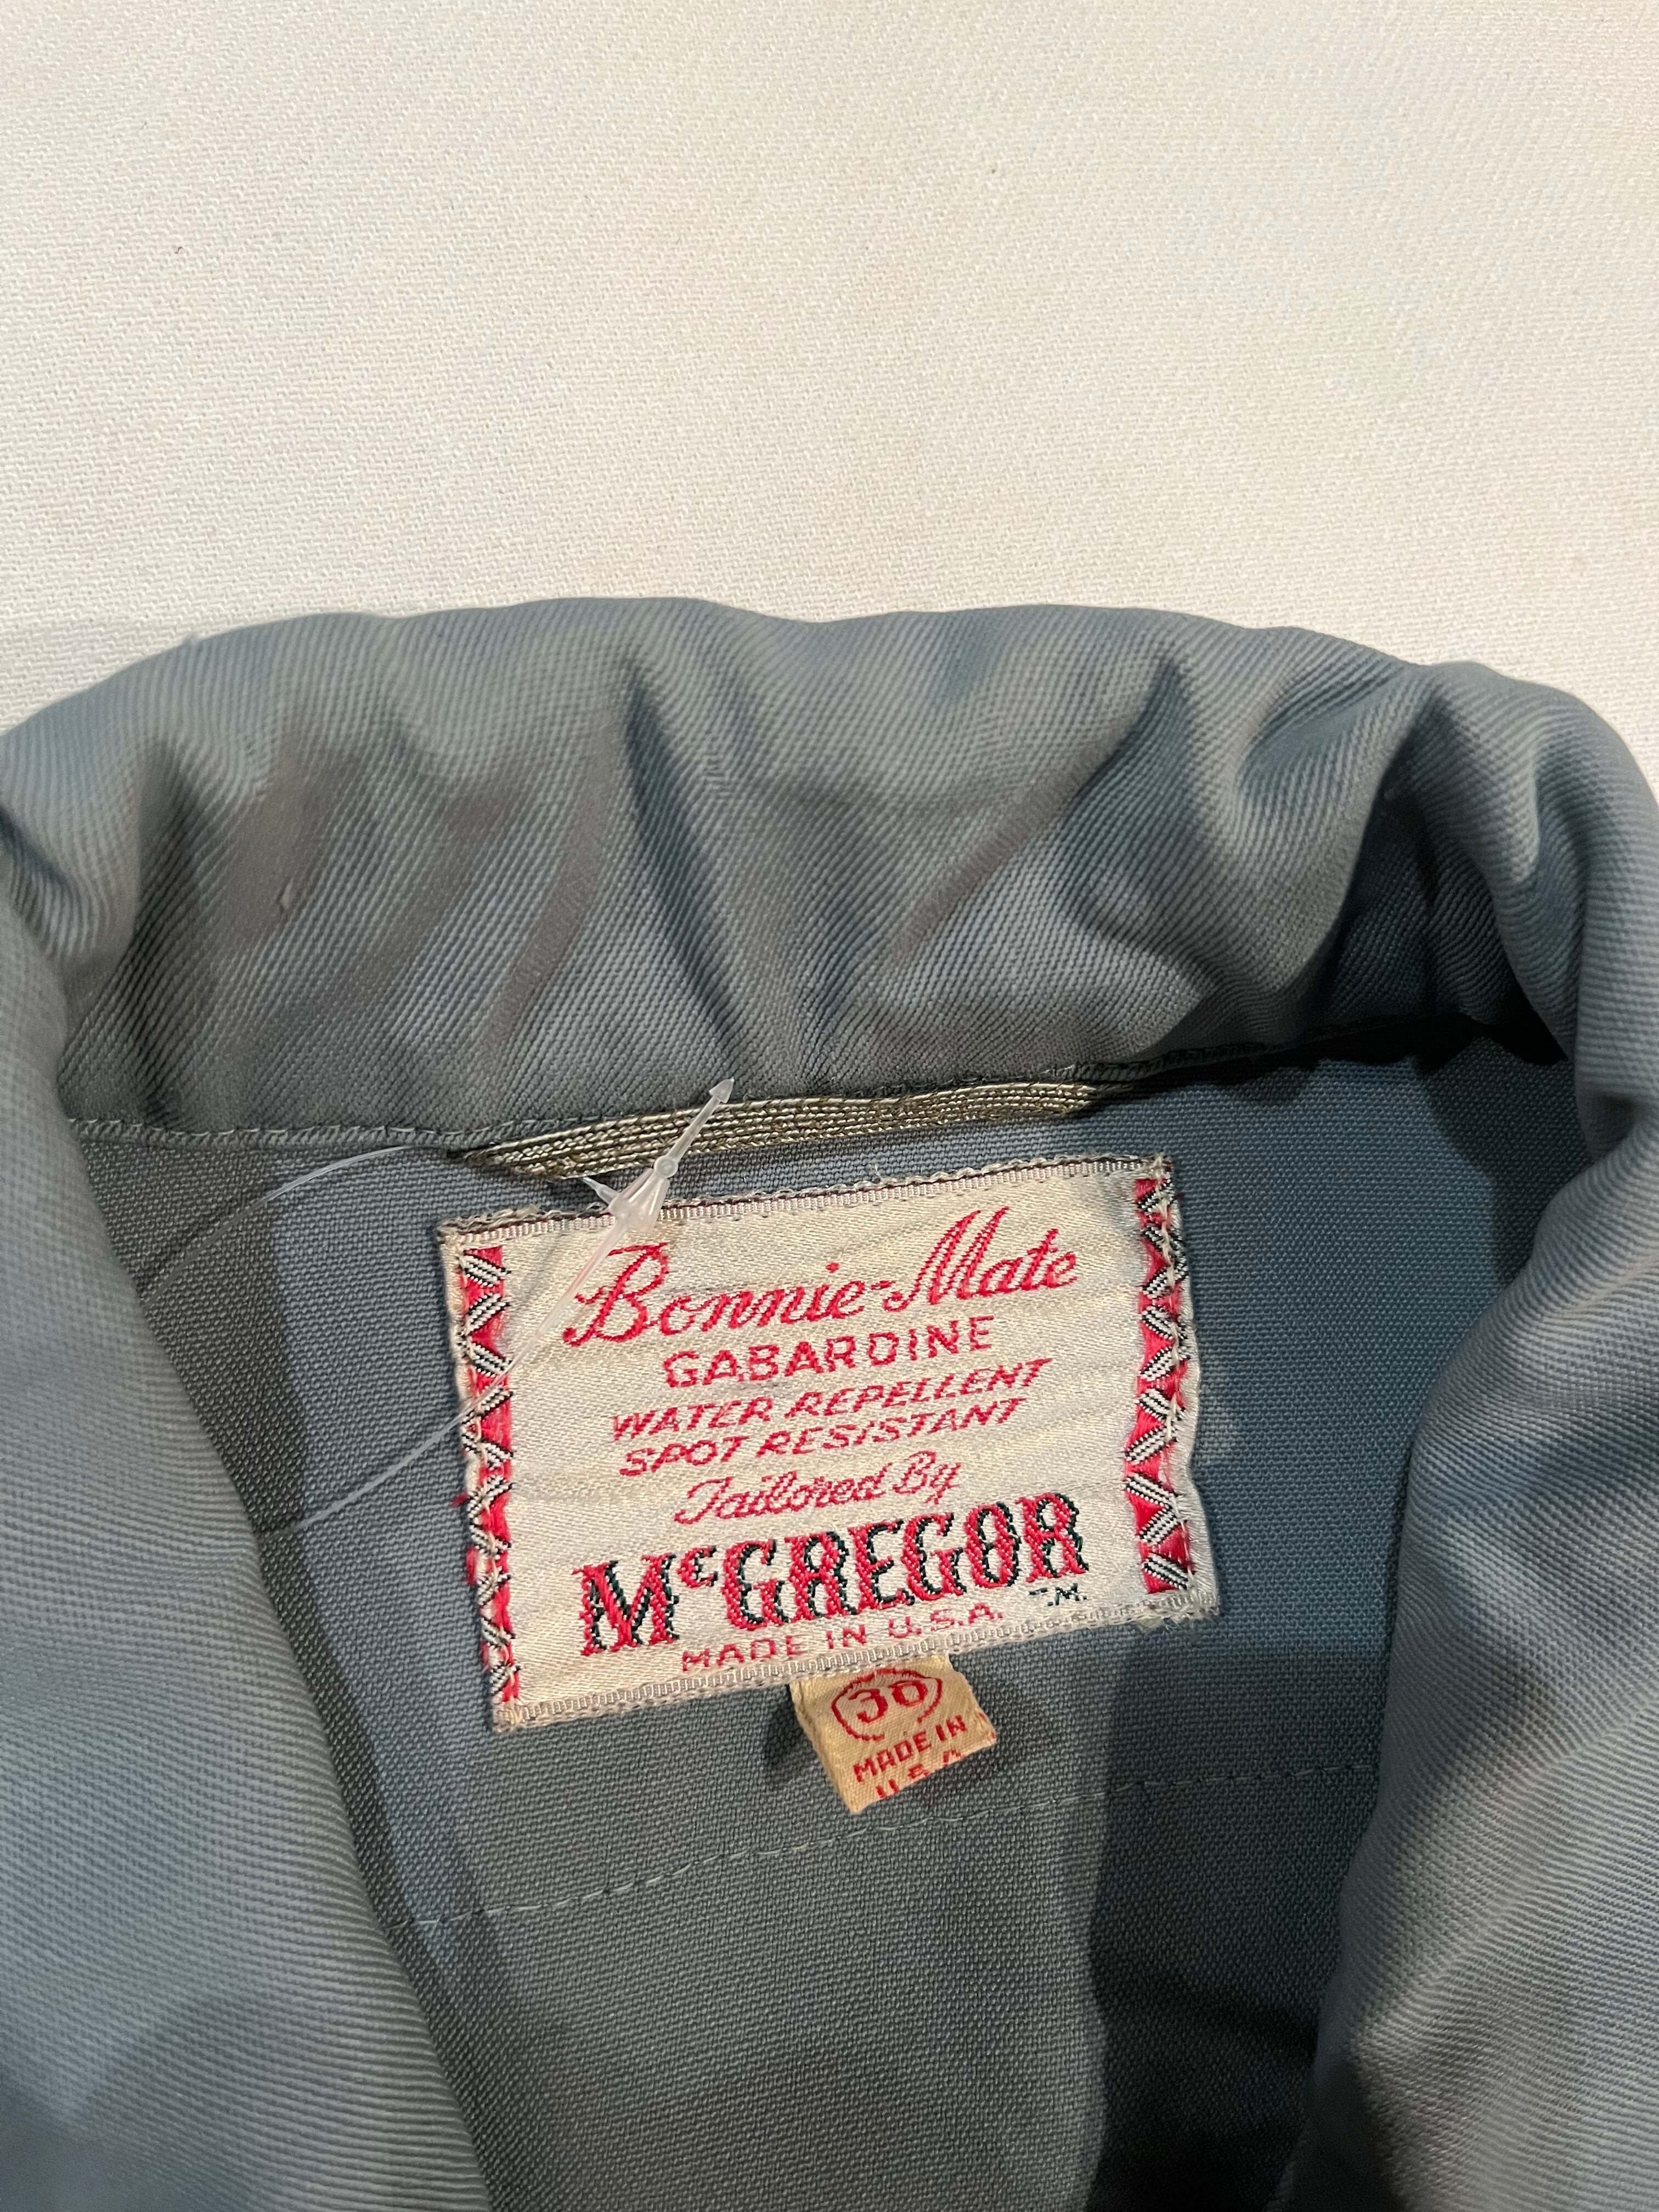 Bonnie-Mate
GABARDINE
WATER REPELLENT
SPOT RESISTANT
Tailored By
McGREGOR
T.M.
MADE IN U.S.A.
36
MADE IN
U.S.A